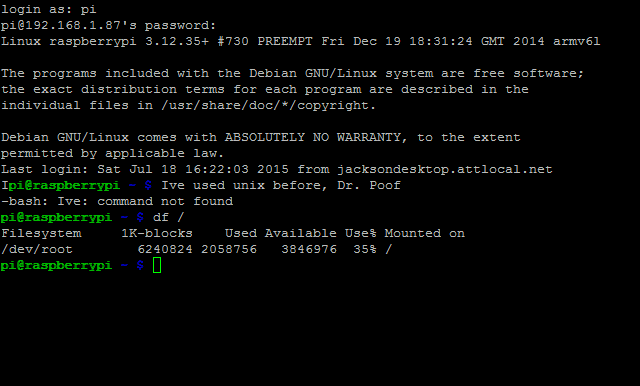 login as: pi
pi@192.168.1.87's password:
Linux raspberrypi 3.12.35+ #730 PREEMPT Fri Dec 19 18:31:24 GMT 2014 armv6l

The programs included with the Debian GNU/Linux system are free software;
the exact distribution terms for each program are described in the
individual files in /usr/share/doc/*/copyright.

Debian GNU/Linux comes with ABSOLUTELY NO WARRANTY, to the extent
permitted by applicable law.
Last login: Sat Jul 18 16:22:03 2015 from jacksondesktop.attlocal.net
Ipi@raspberrypi ~ $ Ive used unix before, Dr. Poof
-bash: Ive: command not found
pi@raspberrypi ~ $ df /
Filesystem     1K-blocks    Used Available Use% Mounted on
/dev/root        6240824 2058756   3846976  35% /
pi@raspberrypi ~ $